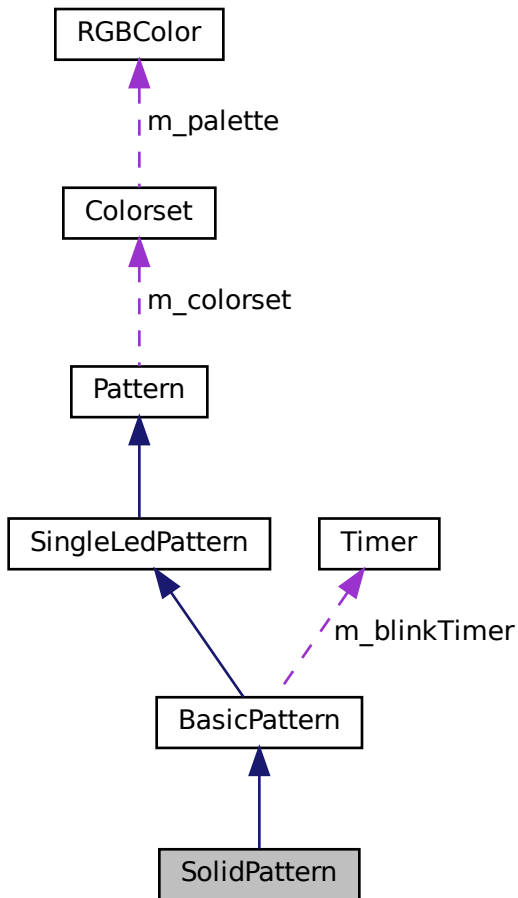 RGBColor
m_palette
Colorset
m_colorset
Pattern
SingleLedPattern
Timer
m_blinkTimer
BasicPattern
SolidPattern